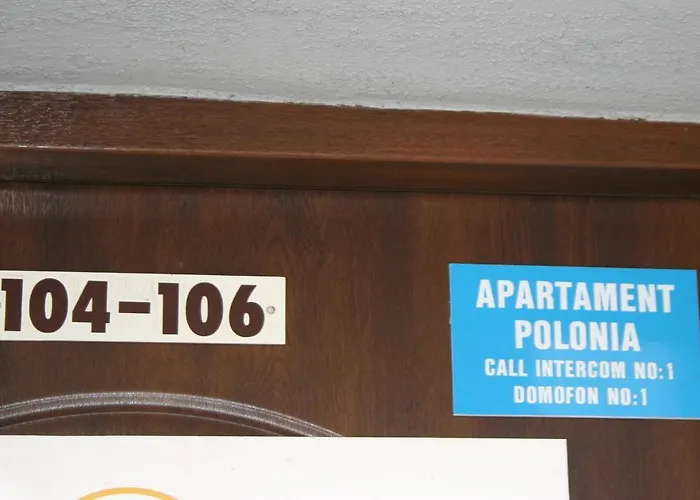 104-106
APARTAMENT
POLONIA
CALL INTERCOM NO:1
DOMOFON NO:1